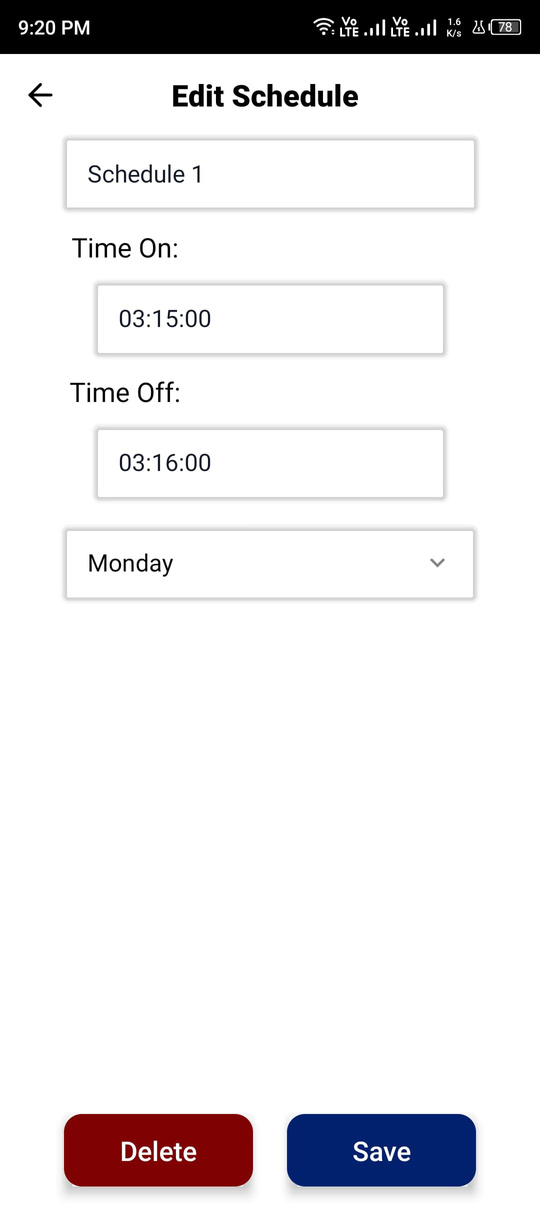 9:20 PM Vo LTE Vo LTE 1.6 K/s 78
Edit Schedule
Schedule 1
Time On:
03:15:00
Time Off:
03:16:00
Monday
Delete Save